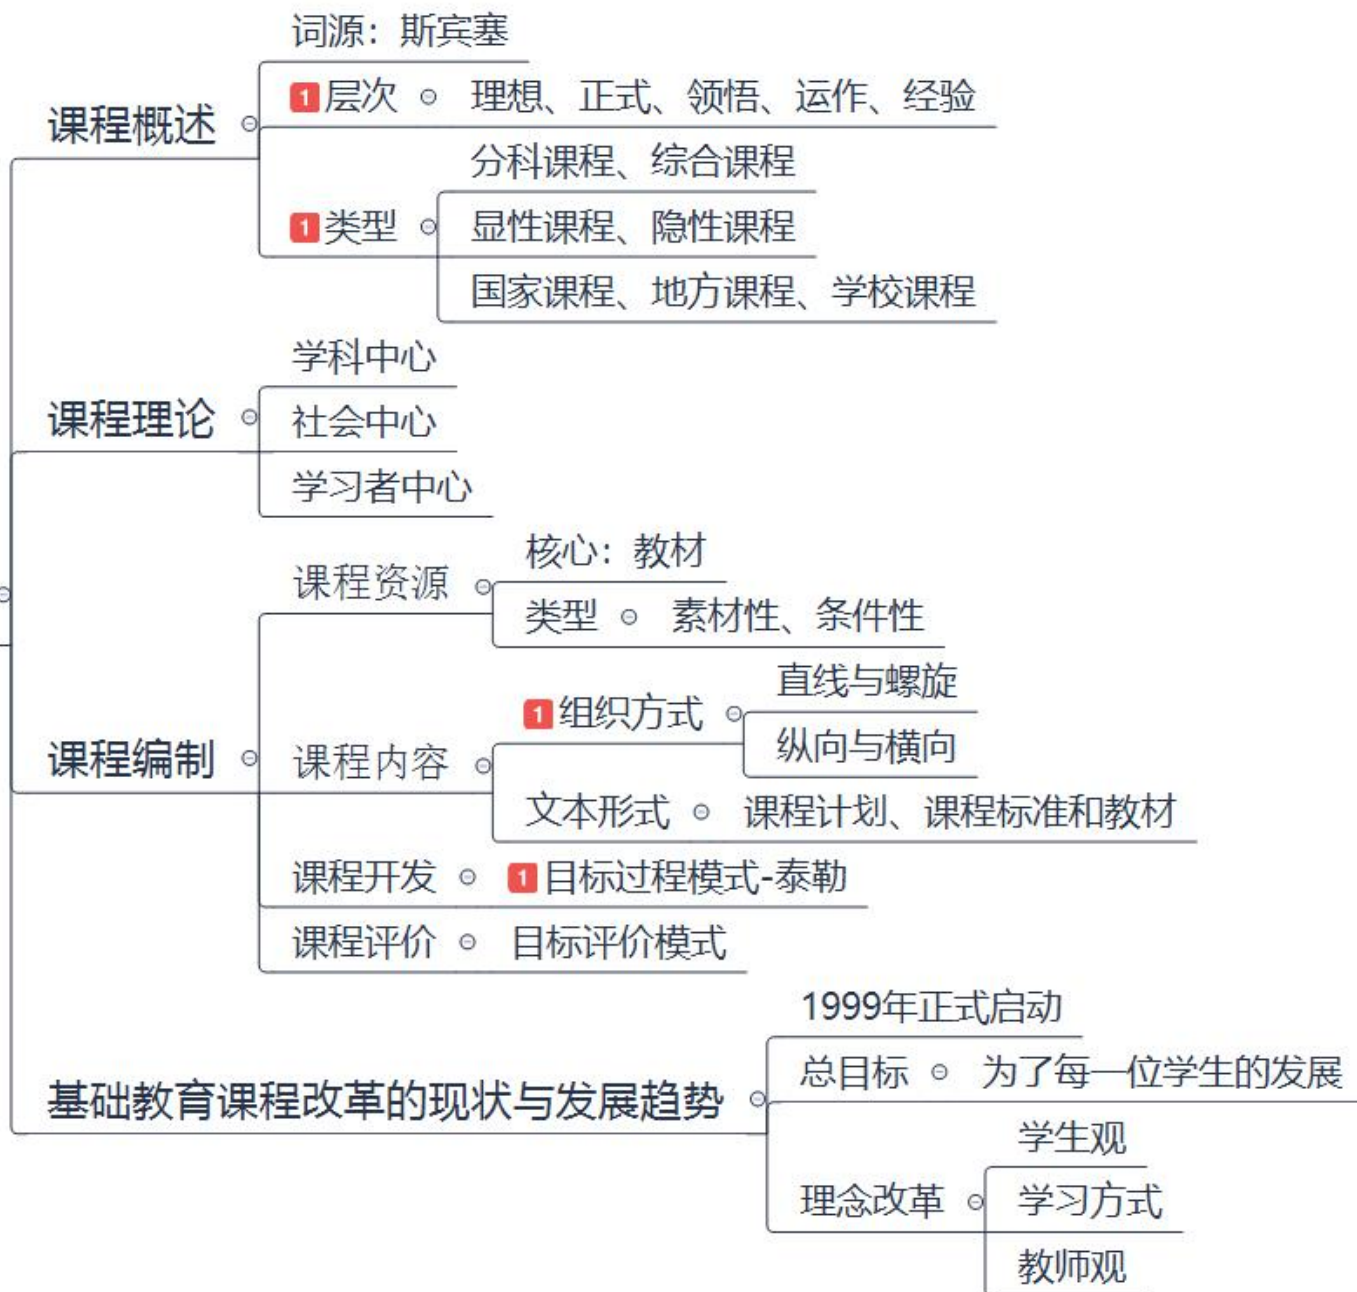 词源：斯宾塞
课程概述
1 层次
理想、正式、领悟、运作、经验
1 类型
分科课程、综合课程
显性课程、隐性课程
国家课程、地方课程、学校课程
课程理论
学科中心
社会中心
学习者中心
课程编制
课程资源
核心：教材
类型
素材性、条件性
课程内容
1 组织方式
直线与螺旋
纵向与横向
文本形式
课程计划、课程标准和教材
课程开发
1 目标过程模式-泰勒
课程评价
目标评价模式
基础教育课程改革的现状与发展趋势
1999年正式启动
总目标
为了每一位学生的发展
理念改革
学生观
学习方式
教师观